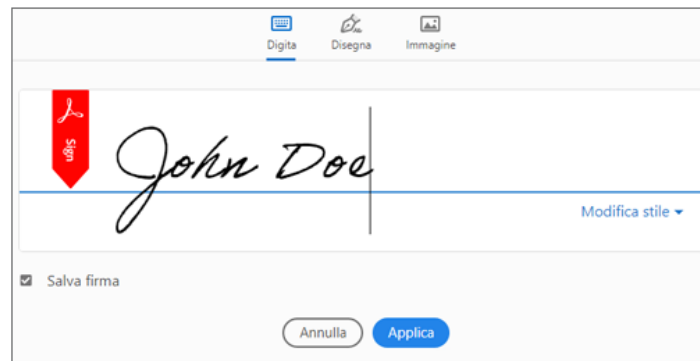 Digita Disegna Immagine
Sign
John Doe
Modifica stile
Salva firma
Annulla Applica